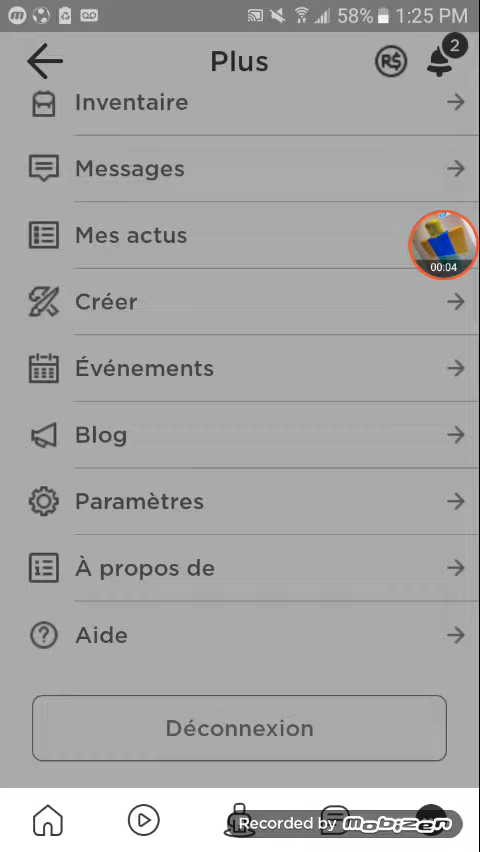 58% 1:25 PM
Plus
R$
2
Inventaire
Messages
Mes actus
00:04
Créer
Événements
Blog
Paramètres
À propos de
Aide
Déconnexion
Recorded by mobizen